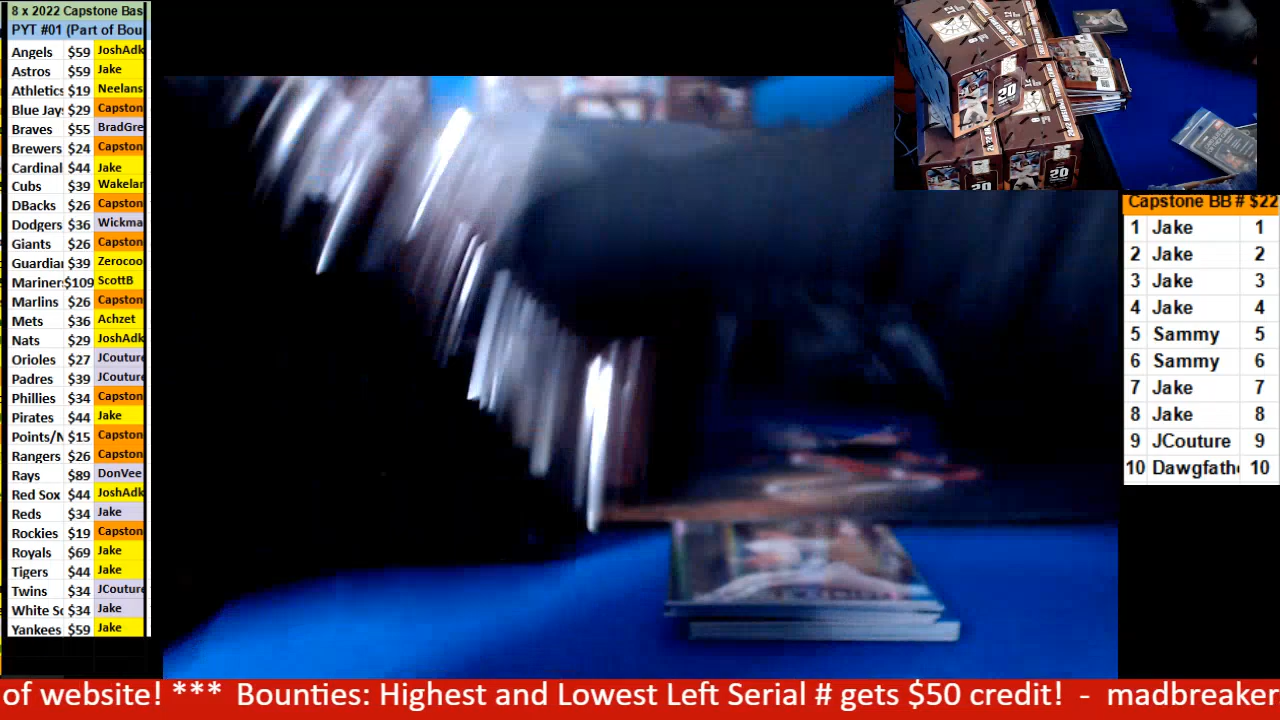 8 x 2022 Capstone Bas
PYT #01 (Part of Bou
Angels $59 JoshAdk
Astros $59 Jake
Athletics $19 Neelans
Blue Jay $29 Capston
Braves $55 BradGre
Brewers $24 Capston
Cardinal $44 Jake
Cubs $39 Wakelan
DBacks $26 Capston
Dodgers $36 Wickma
Giants $26 Capston
Guardian $39 Zerocoo
Mariner $109 ScottB
Marlins $26 Capston
Mets $36 Achzet
Nats $29 JoshAdk
Orioles $27 JCouture
Padres $39 JCouture
Phillies $34 Capston
Pirates $44 Jake
Points/N $15 Capston
Rangers $26 Capston
Rays $89 DonVee
Red Sox $44 JoshAdk
Reds $34 Jake
Rockies $19 Capston
Royals $69 Jake
Tigers $44 Jake
Twins $34 JCouture
White So $34 Jake
Yankees $59 Jake
20
20
20
Capstone BB # $22
1 Jake 1
2 Jake 2
3 Jake 3
4 Jake 4
5 Sammy 5
6 Sammy 6
7 Jake 7
8 Jake 8
9 JCouture 9
10 Dawgfath 10
of website! *** Bounties: Highest and Lowest Left Serial # gets $50 credit! - madbreaker